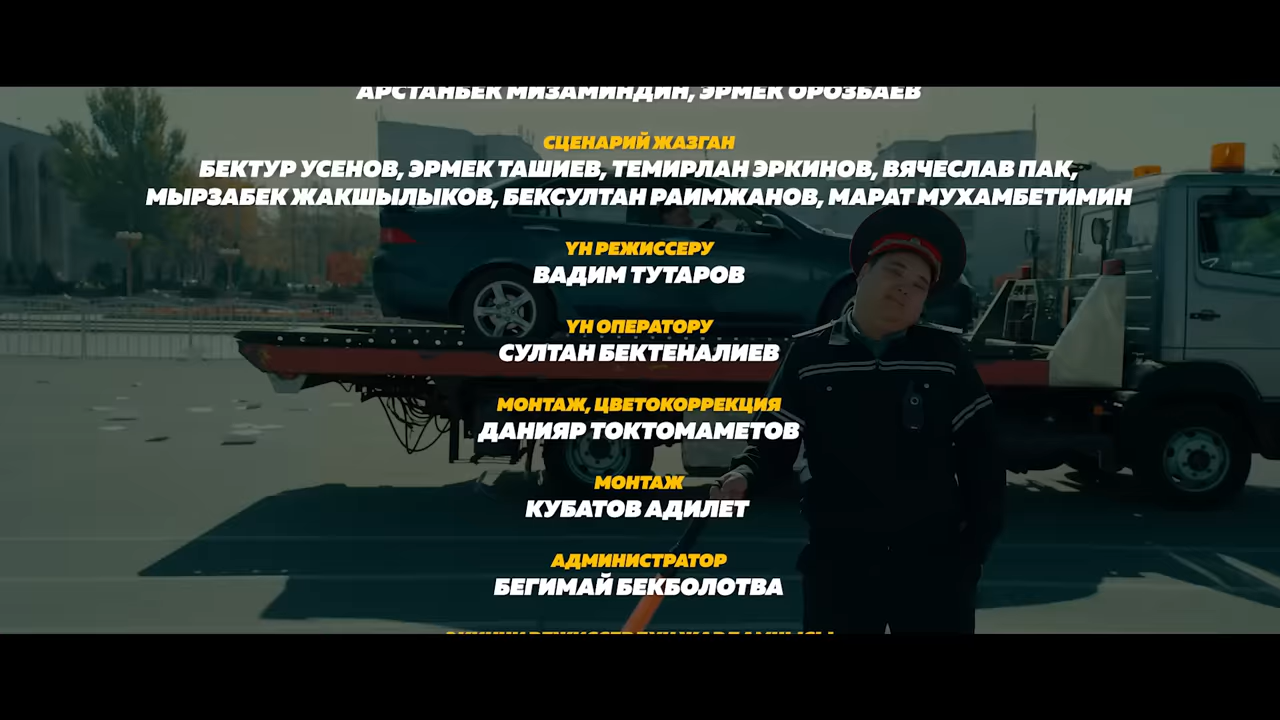 АРСТАНБЕК МИЗАМИНДИН, ЭРМЕК ОРОЗБАЕВ
СЦЕНАРИЙ ЖАЗГАН
БЕКТУР УСЕНОВ, ЭРМЕК ТАШИЕВ, ТЕМИРЛАН ЭРКИНОВ, ВЯЧЕСЛАВ ПАК,
МЫРЗАБЕК ЖАКШЫЛЫКОВ, БЕКСУЛТАН РАИМЖАНОВ, МАРАТ МУХАМБЕТИМИН
ҮН РЕЖИССЕРУ
ВАДИМ ТУТАРОВ
ҮН ОПЕРАТОРУ
СУЛТАН БЕКТЕНАЛИЕВ
МОНТАЖ, ЦВЕТОКОРРЕКЦИЯ
ДАНИЯР ТОКТОМАМЕТОВ
МОНТАЖ
КУБАТОВ АДИЛЕТ
АДМИНИСТРАТОР
БЕГИМАЙ БЕКБОЛОТВА